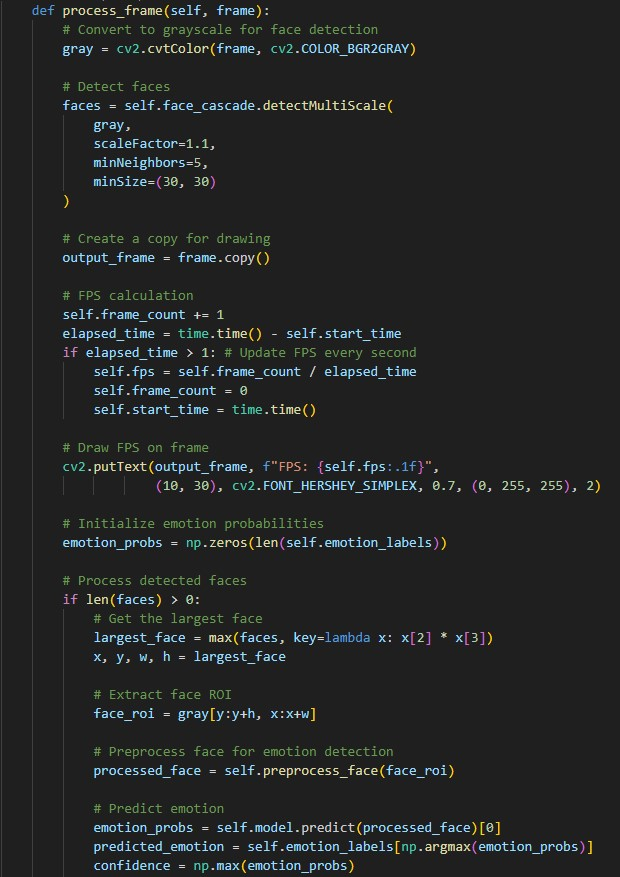 def process_frame(self, frame):
    # Convert to grayscale for face detection
    gray = cv2.cvtColor(frame, cv2.COLOR_BGR2GRAY)

    # Detect faces
    faces = self.face_cascade.detectMultiScale(
        gray,
        scaleFactor=1.1,
        minNeighbors=5,
        minSize=(30, 30)
    )

    # Create a copy for drawing
    output_frame = frame.copy()

    # FPS calculation
    self.frame_count += 1
    elapsed_time = time.time() - self.start_time
    if elapsed_time > 1: # Update FPS every second
        self.fps = self.frame_count / elapsed_time
        self.frame_count = 0
        self.start_time = time.time()

    # Draw FPS on frame
    cv2.putText(output_frame, f"FPS: {self.fps:.1f}",
                (10, 30), cv2.FONT_HERSHEY_SIMPLEX, 0.7, (0, 255, 255), 2)

    # Initialize emotion probabilities
    emotion_probs = np.zeros(len(self.emotion_labels))

    # Process detected faces
    if len(faces) > 0:
        # Get the largest face
        largest_face = max(faces, key=lambda x: x[2] * x[3])
        x, y, w, h = largest_face

        # Extract face ROI
        face_roi = gray[y:y+h, x:x+w]

        # Preprocess face for emotion detection
        processed_face = self.preprocess_face(face_roi)

        # Predict emotion
        emotion_probs = self.model.predict(processed_face)[0]
        predicted_emotion = self.emotion_labels[np.argmax(emotion_probs)]
        confidence = np.max(emotion_probs)